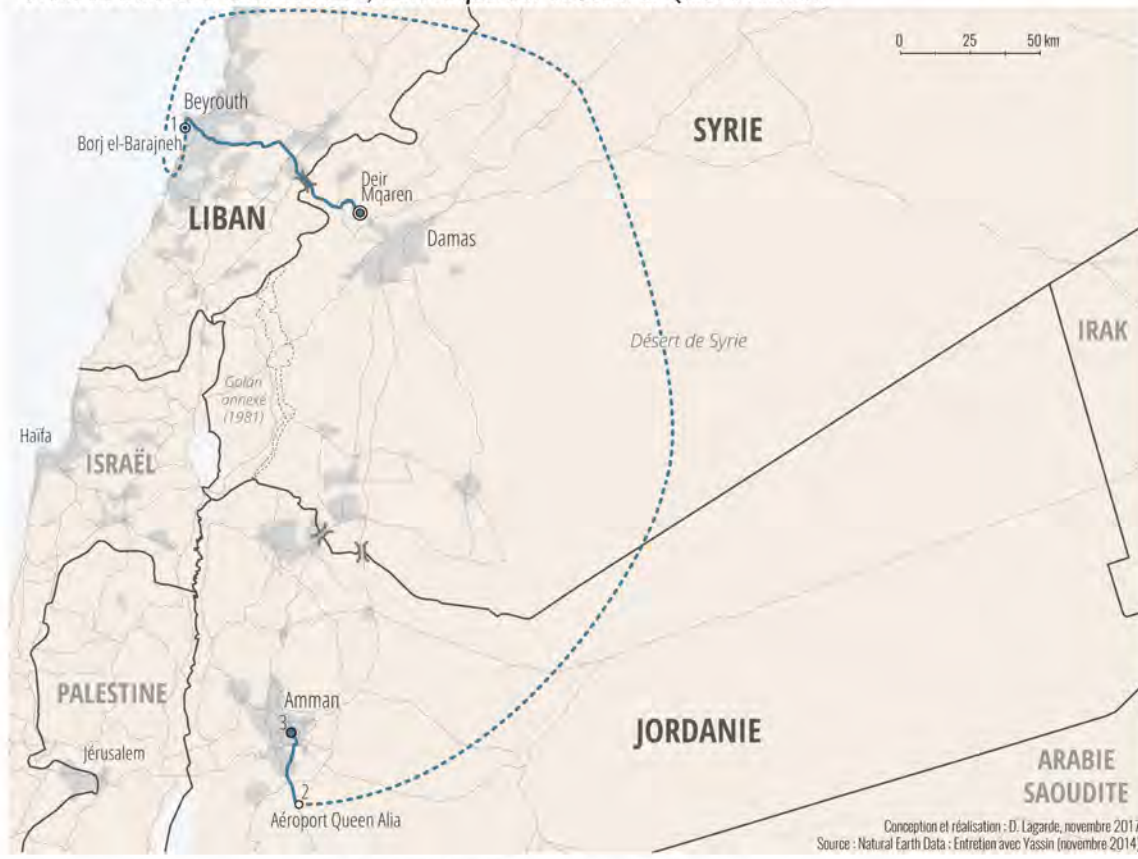 0 25 50 km
Beyrouth
1
Borj el-Barajneh
SYRIE
Deir
Mqaren
LIBAN
Damas
Désert de Syrie
IRAK
Golan
annexé
(1981)
Haïfa
ISRAËL
PALESTINE
Amman
3
JORDANIE
Jérusalem
2
Aéroport Queen Alia
ARABIE
SAOUDITE
Conception et réalisation : D. Lagarde, novembre 2017
Source : Natural Earth Data ; Entretien avec Yassin (novembre 2014)